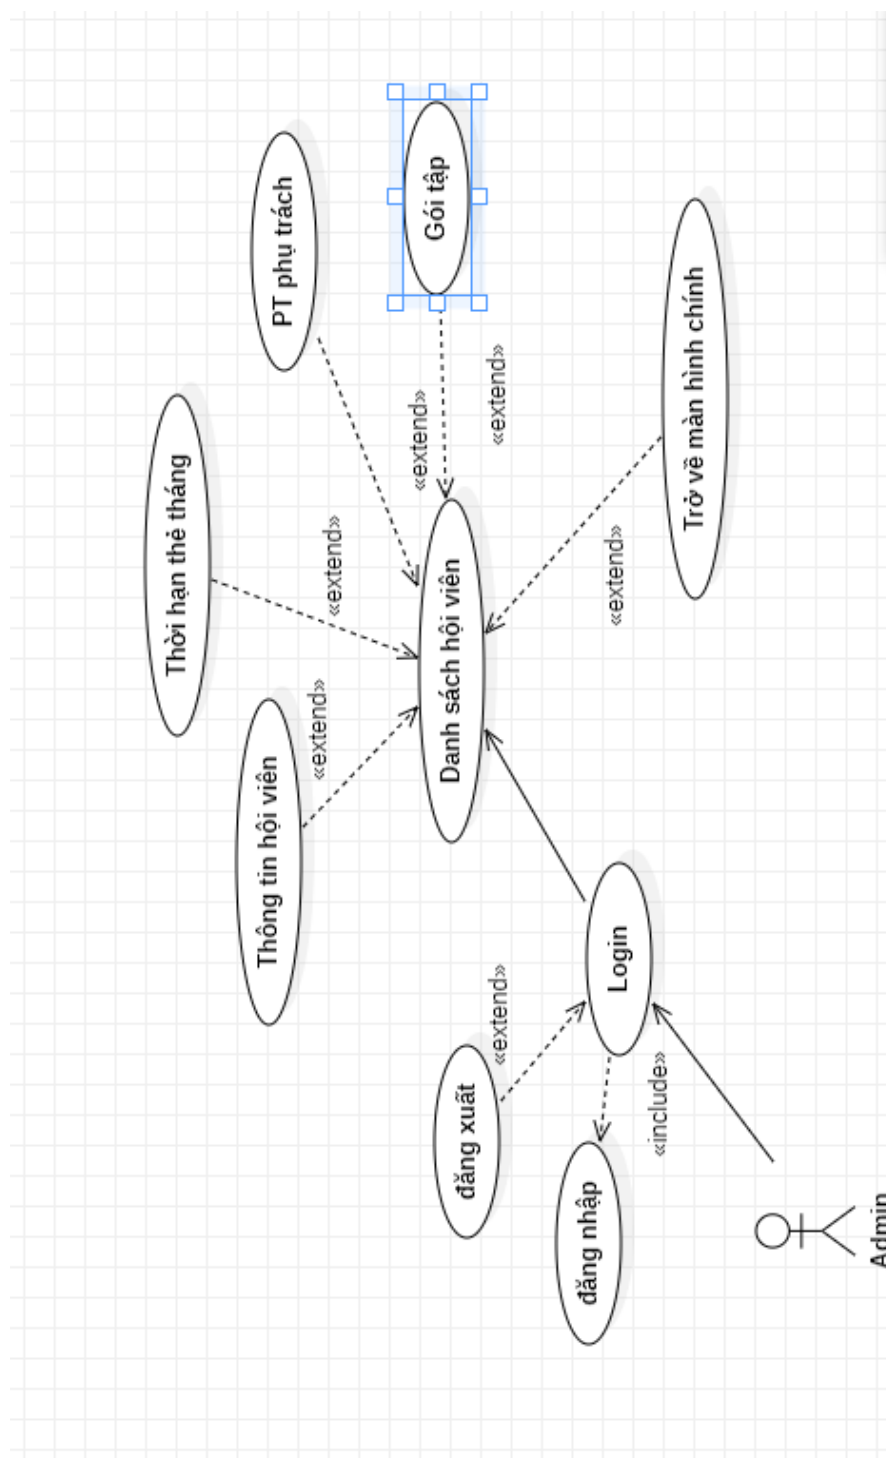 Thời hạn thẻ tháng
Thông tin hội viên
PT phụ trách
«extend»
«extend»
«extend»
Gói tập
Danh sách hội viên
đăng xuất
«extend»
«extend»
đăng nhập
Login
«extend»
«include»
Trở về màn hình chính
Admin